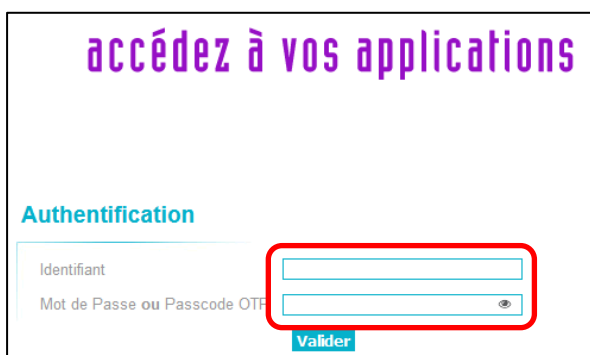 accédez à vos applications
Authentification
Identifiant
Mot de Passe ou Passcode OTP
Valider